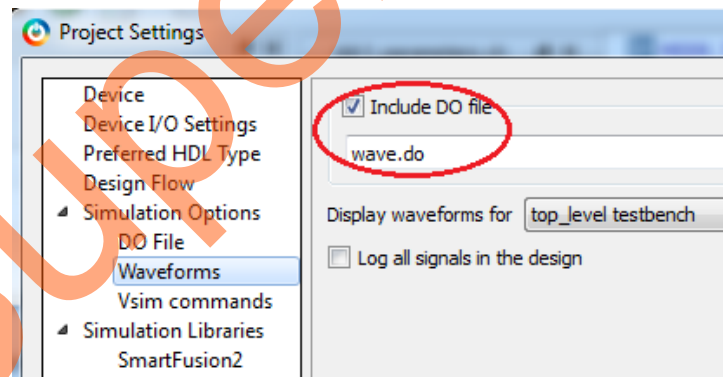 Project Settings
Device
Device I/O Settings
Preferred HDL Type
Design Flow
Simulation Options
DO File
Waveforms
Vsim commands
Simulation Libraries
SmartFusion2
Include DO file
wave.do
Display waveforms for top_level testbench
Log all signals in the design